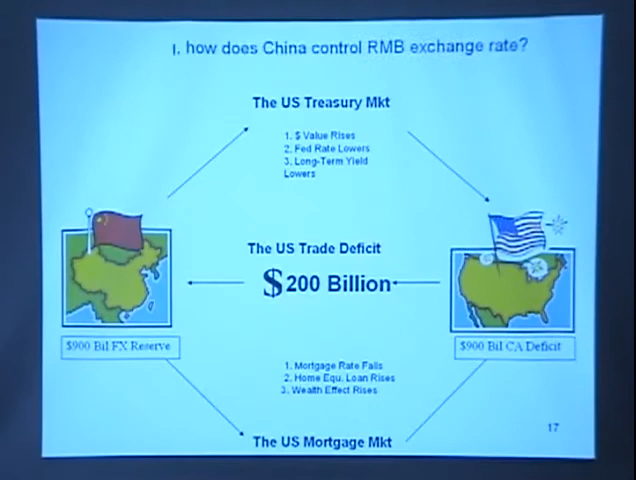 I. how does China control RMB exchange rate?
The US Treasury Mkt
1. $ Value Rises
2. Fed Rate Lowers
3. Long-Term Yield
Lowers
The US Trade Deficit
$200 Billion
$900 Bil FX Reserve
$900 Bil CA Deficit
1. Mortgage Rate Falls
2. Home Equ. Loan Rises
3. Wealth Effect Rises
17
The US Mortgage Mkt